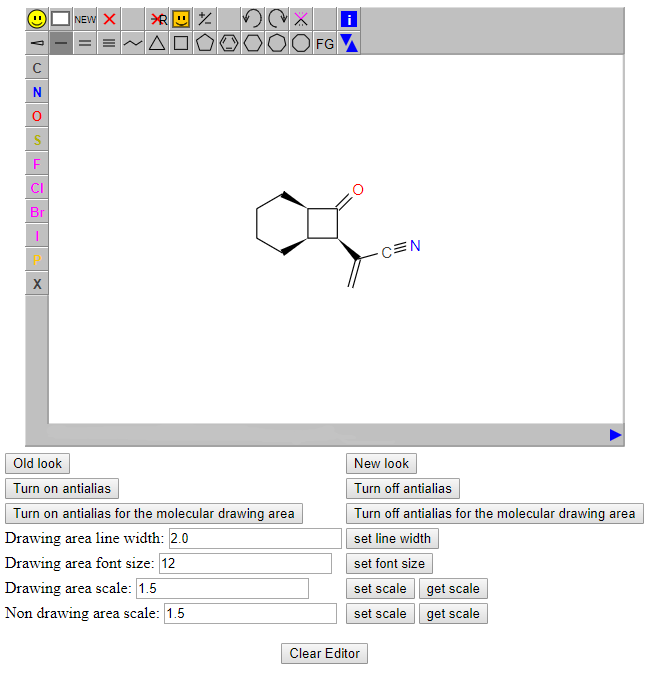 NEW R +/- i
FG
C
N
O
S
F
Cl
Br
I
P
X
O
C N
Old look New look
Turn on antialias Turn off antialias
Turn on antialias for the molecular drawing area Turn off antialias for the molecular drawing area
Drawing area line width: 2.0 set line width
Drawing area font size: 12 set font size
Drawing area scale: 1.5 set scale get scale
Non drawing area scale: 1.5 set scale get scale
Clear Editor